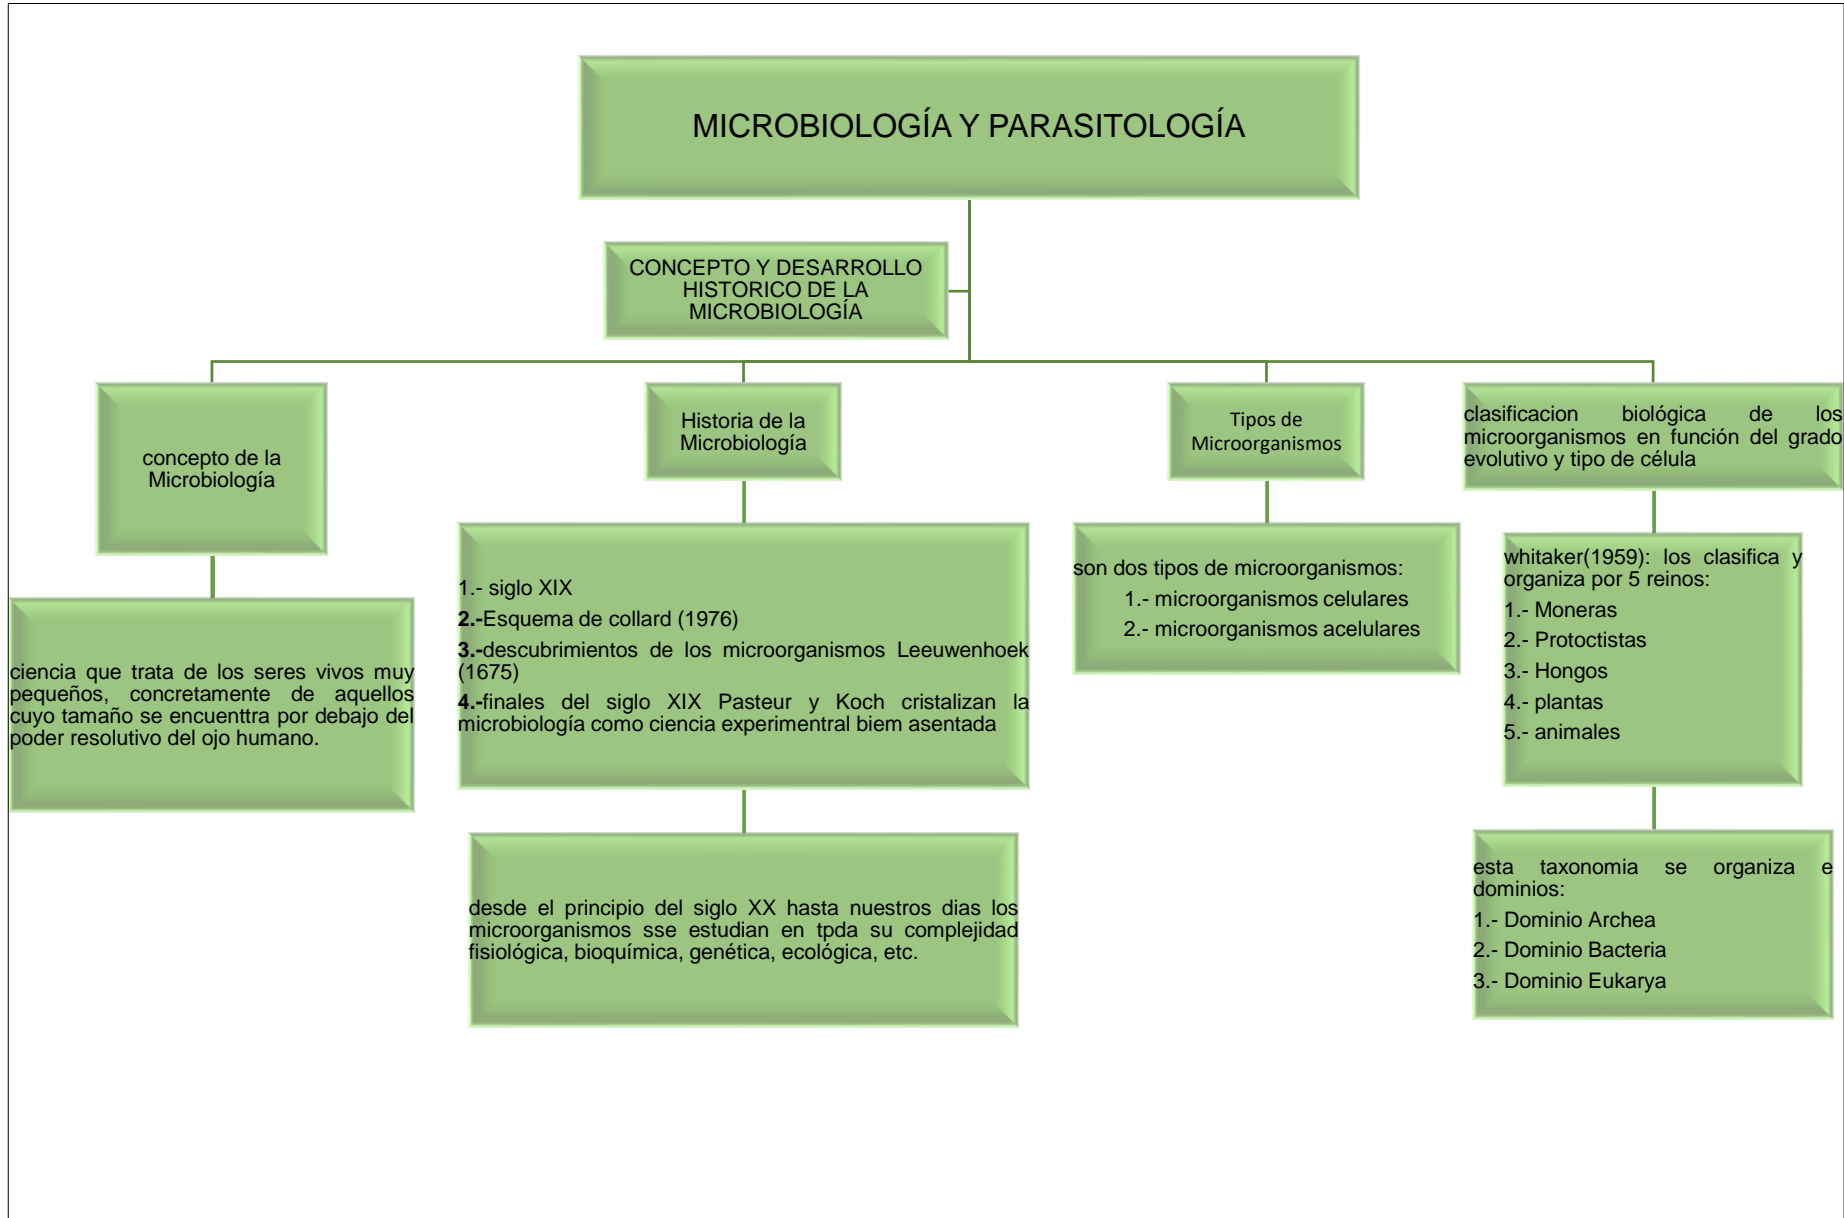 MICROBIOLOGÍA Y PARASITOLOGÍA
CONCEPTO Y DESARROLLO
HISTORICO DE LA
MICROBIOLOGÍA
concepto de la
Microbiología
ciencia que trata de los seres vivos muy
pequeños, concretamente de aquellos
cuyo tamaño se encuenttra por debajo del
poder resolutivo del ojo humano.
Historia de la
Microbiología
1.- siglo XIX
2.-Esquema de collard (1976)
3.-descubrimientos de los microorganismos Leeuwenhoek
(1675)
4.-finales del siglo XIX Pasteur y Koch cristalizan la
microbiología como ciencia experimentral biem asentada
desde el principio del siglo XX hasta nuestros dias los
microorganismos sse estudian en tpda su complejidad
fisiológica, bioquímica, genética, ecológica, etc.
Tipos de
Microorganismos
son dos tipos de microorganismos:
1.- microorganismos celulares
2.- microorganismos acelulares
clasificacion biológica de los
microorganismos en función del grado
evolutivo y tipo de célula
whitaker(1959): los clasifica y
organiza por 5 reinos:
1.- Moneras
2.- Protoctistas
3.- Hongos
4.- plantas
5.- animales
esta taxonomia se organiza e
dominios:
1.- Dominio Archea
2.- Dominio Bacteria
3.- Dominio Eukarya